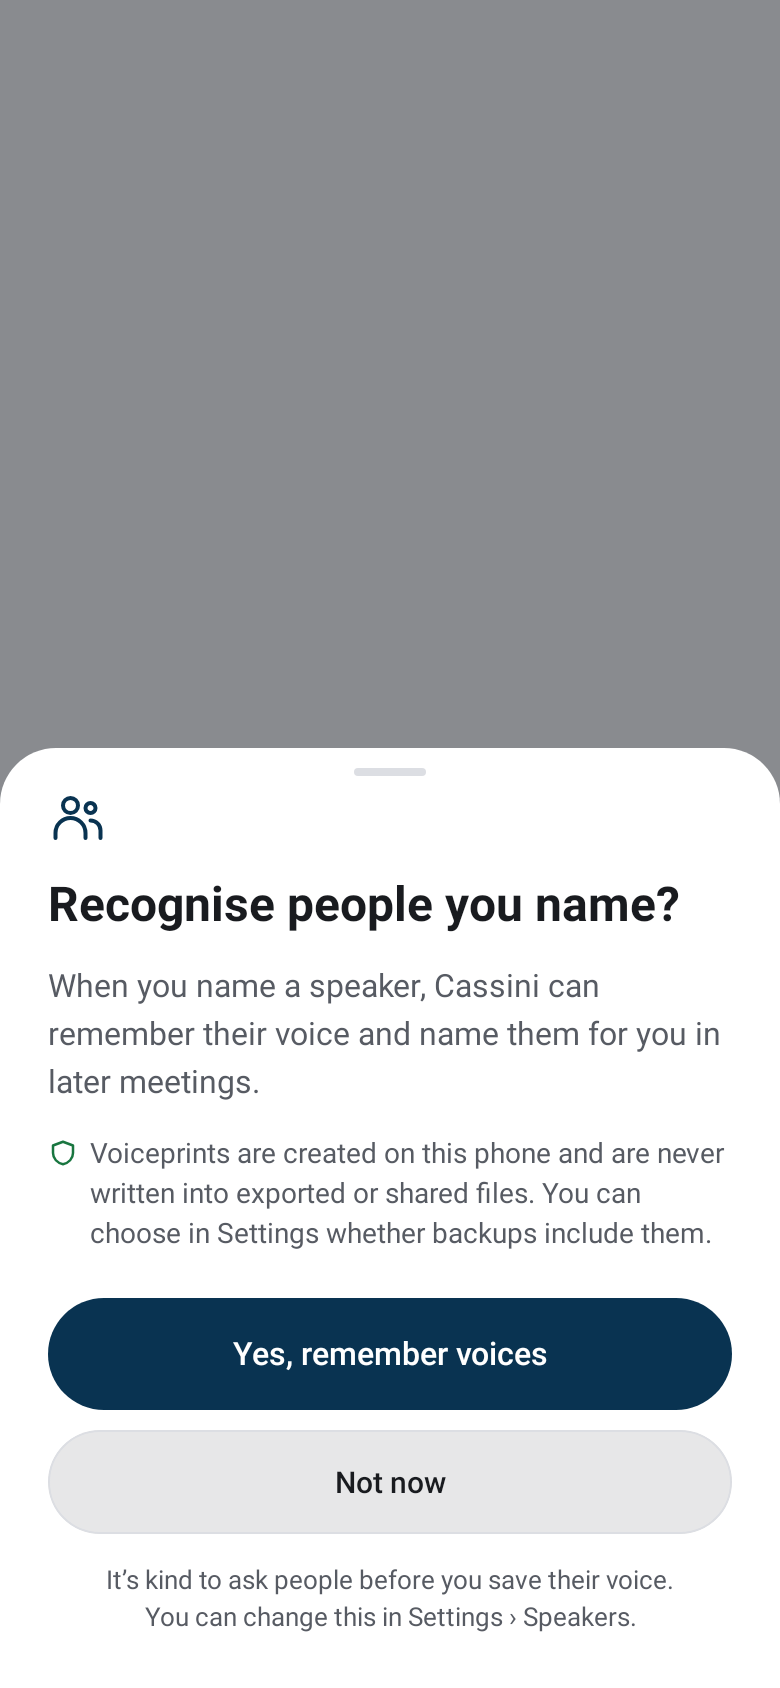 Recognise people you name?
When you name a speaker, Cassini can
remember their voice and name them for you in
later meetings.
Voiceprints are created on this phone and are never
written into exported or shared files. You can
choose in Settings whether backups include them.
Yes, remember voices
Not now
It’s kind to ask people before you save their voice.
You can change this in Settings › Speakers.